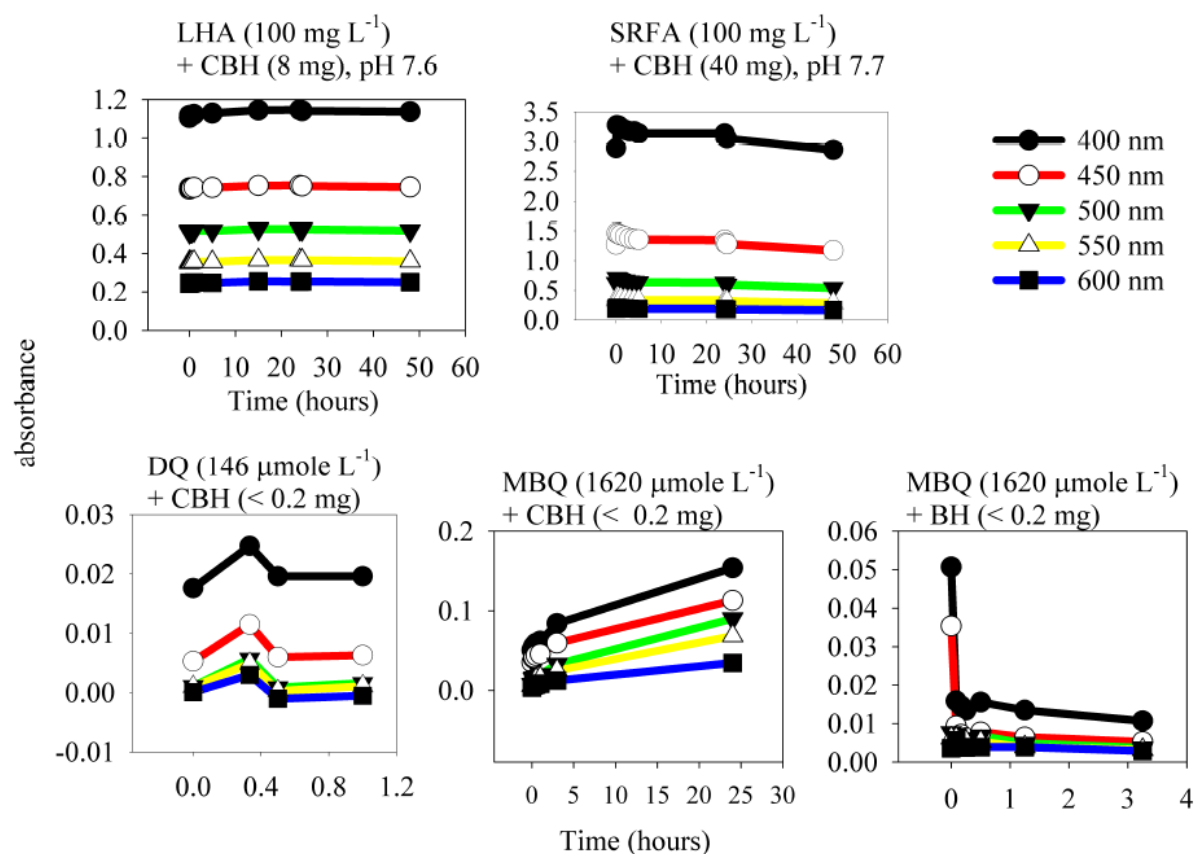 LHA (100 mg L⁻¹)
+ CBH (8 mg), pH 7.6
SRFA (100 mg L⁻¹)
+ CBH (40 mg), pH 7.7
1.2
1.0
0.8
0.6
0.4
0.2
0.0
0 10 20 30 40 50 60
Time (hours)
3.5
3.0
2.5
2.0
1.5
1.0
0.5
0.0
0 10 20 30 40 50 60
Time (hours)
400 nm
450 nm
500 nm
550 nm
600 nm
absorbance
DQ (146 μmole L⁻¹)
+ CBH (< 0.2 mg)
0.03
0.02
0.01
0.00
-0.01
0.0 0.4 0.8 1.2
MBQ (1620 μmole L⁻¹)
+ CBH (< 0.2 mg)
0.2
0.1
0.0
0 5 10 15 20 25 30
Time (hours)
MBQ (1620 μmole L⁻¹)
+ BH (< 0.2 mg)
0.06
0.05
0.04
0.03
0.02
0.01
0.00
0 1 2 3 4